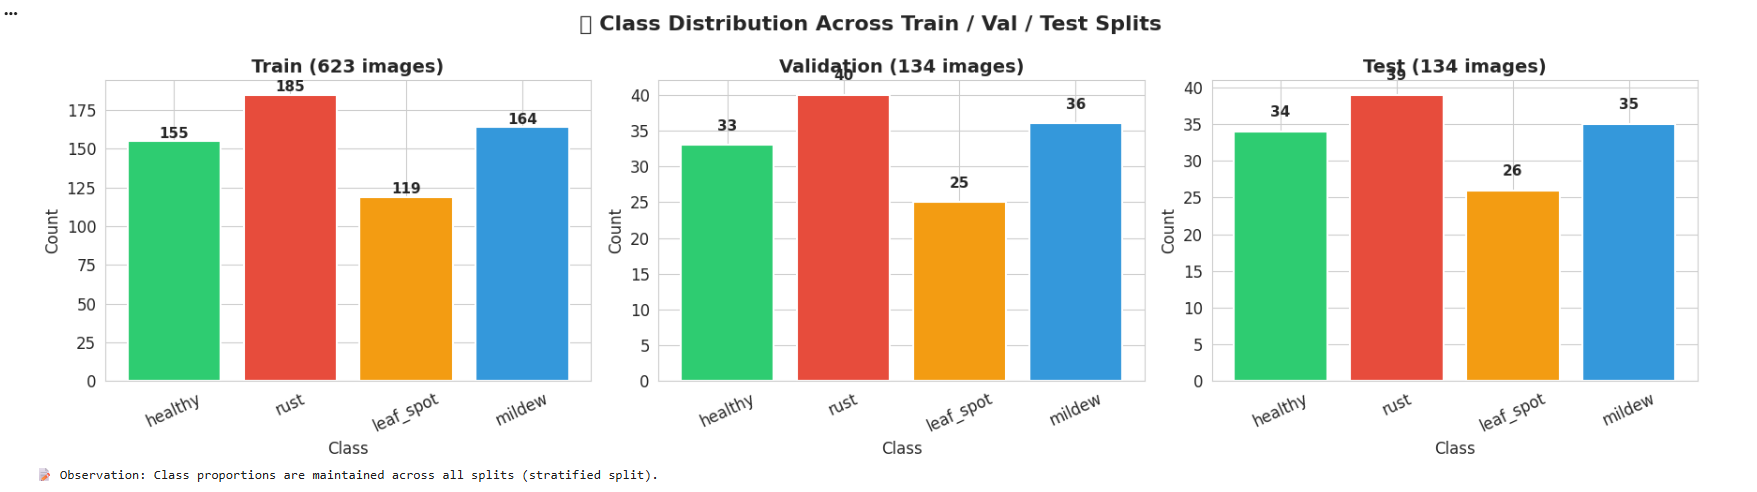 ...
▯ Class Distribution Across Train / Val / Test Splits
Train (623 images)
Count
175
150
125
100
75
50
25
0
155
185
119
164
healthy
rust
leaf_spot
mildew
Class
Validation (134 images)
Count
40
35
30
25
20
15
10
5
0
33
40
25
36
healthy
rust
leaf_spot
mildew
Class
Test (134 images)
Count
40
35
30
25
20
15
10
5
0
34
39
26
35
healthy
rust
leaf_spot
mildew
Class
📝 Observation: Class proportions are maintained across all splits (stratified split).